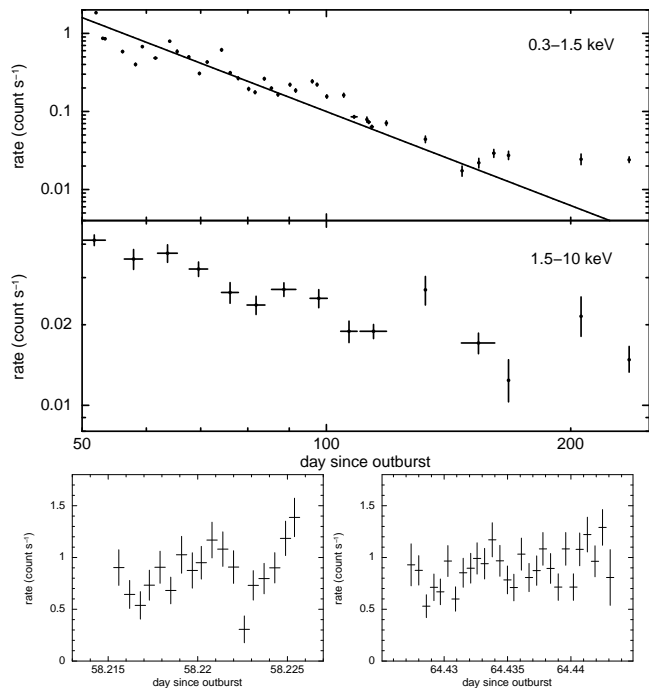 1
0.1
0.01
rate (count s⁻¹)
0.3–1.5 keV
0.02
0.01
rate (count s⁻¹)
1.5–10 keV
50 100 200
day since outburst
1.5
1
0.5
0
rate (count s⁻¹)
58.215 58.22 58.225
day since outburst
1.5
1
0.5
0
rate (count s⁻¹)
64.43 64.435 64.44
day since outburst